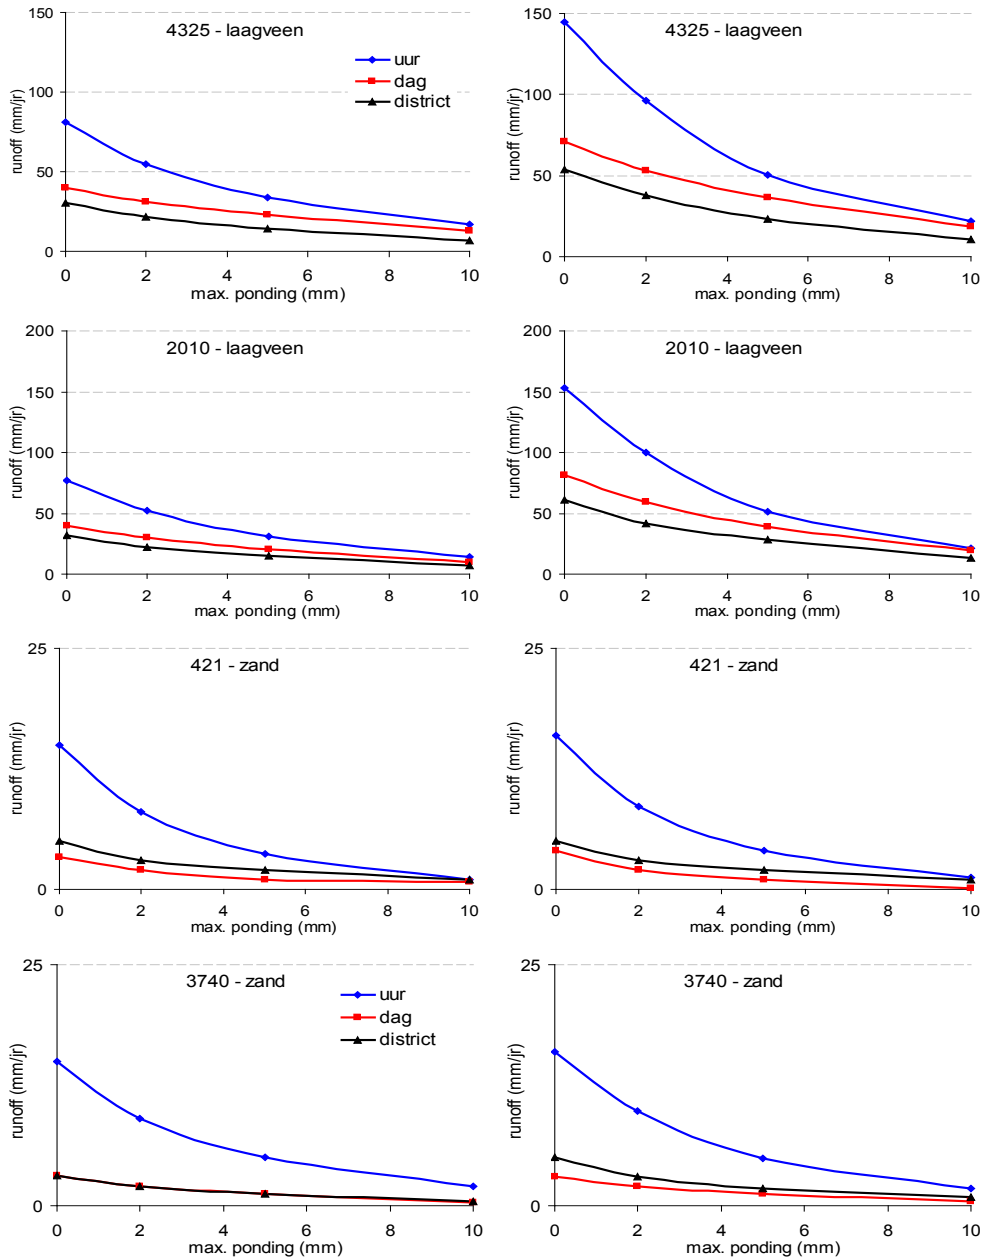 150
4325 - laagveen
uur
dag
district
100
50
0
runoff (mm/jr)
0 2 4 6 8 10
max. ponding (mm)
150
4325 - laagveen
100
50
0
runoff (mm/jr)
0 2 4 6 8 10
max. ponding (mm)
200
2010 - laagveen
150
100
50
0
runoff (mm/jr)
0 2 4 6 8 10
max. ponding (mm)
200
2010 - laagveen
150
100
50
0
runoff (mm/jr)
0 2 4 6 8 10
max. ponding (mm)
25
421 - zand
runoff (mm/jr)
0
0 2 4 6 8 10
max. ponding (mm)
25
421 - zand
runoff (mm/jr)
0
0 2 4 6 8 10
max. ponding (mm)
25
3740 - zand
uur
dag
district
runoff (mm/jr)
0
0 2 4 6 8 10
max. ponding (mm)
25
3740 - zand
runoff (mm/jr)
0
0 2 4 6 8 10
max. ponding (mm)